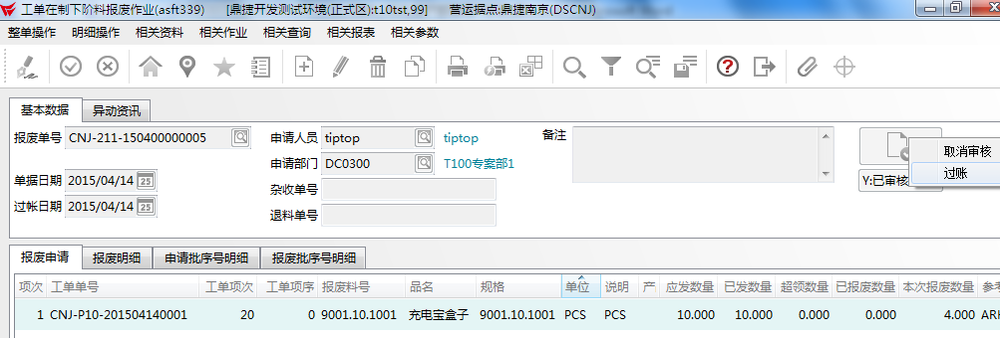 工单在制下阶料报废作业(asft339) [鼎捷开发测试环境(正式区):t10tst,99] 营运据点:鼎捷南京(DSCNJ)
整单操作 明细操作 相关资料 相关作业 相关查询 相关报表 相关参数
基本数据 异动资讯
报废单号 CNJ-211-150400000005 申请人员 tiptop tiptop 备注
申请部门 DC0300 T100专案部1
取消审核
单据日期 2015/04/14 25 杂收单号 Y:已审核 过账
过帐日期 2015/04/14 25 退料单号
报废申请 报废明细 申请批序号明细 报废批序号明细
项次 工单单号 工单项次 工单项序 报废料号 品名 规格 单位 说明 产 应发数量 已发数量 超领数量 已报废数量 本次报废数量 参考
1 CNJ-P10-201504140001 20 0 9001.10.1001 充电宝盒子 9001.10.1001 PCS PCS 10.000 10.000 0.000 0.000 4.000